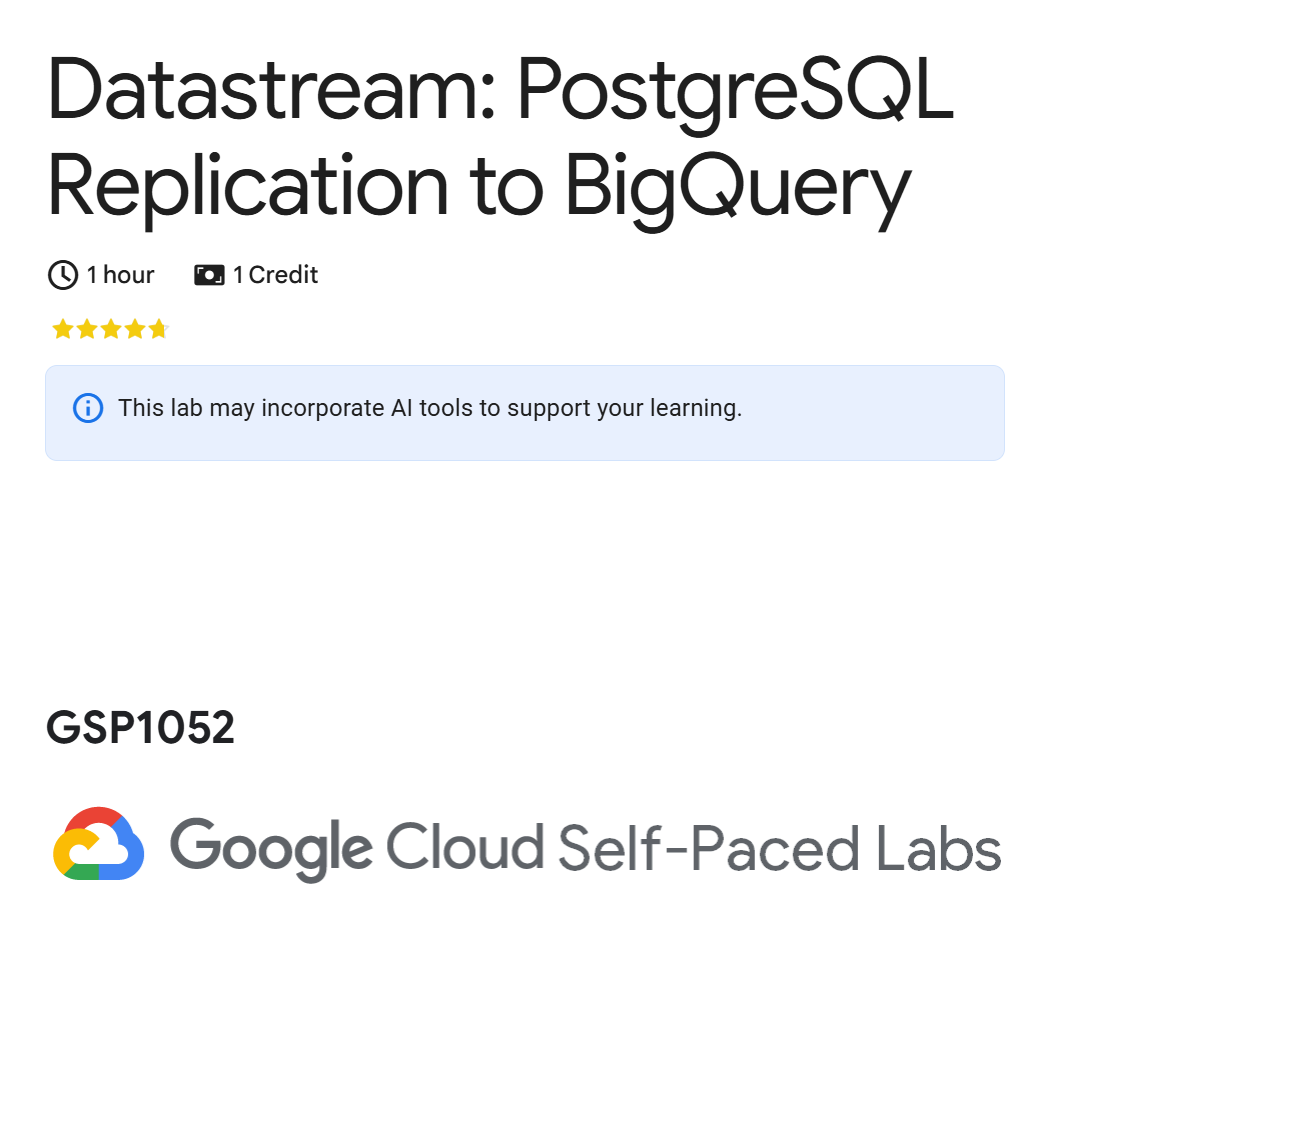 Datastream: PostgreSQL
Replication to BigQuery
1 hour 1 Credit
This lab may incorporate AI tools to support your learning.
GSP1052
Google Cloud Self-Paced Labs